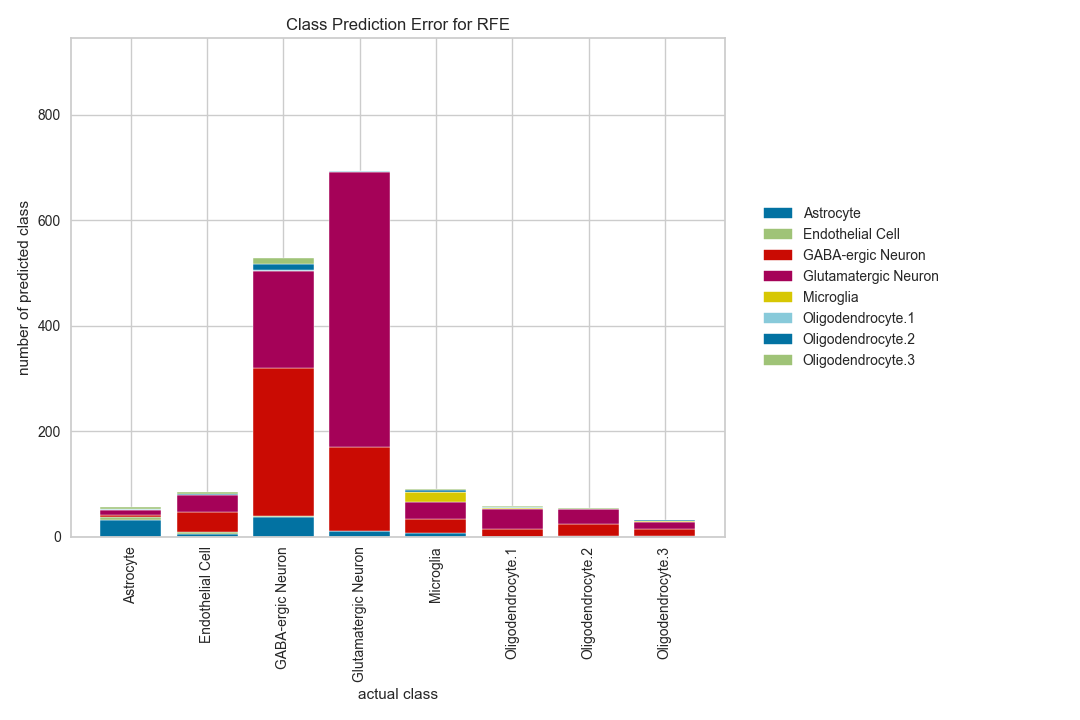 Class Prediction Error for RFE
number of predicted class
800
600
400
200
0
Astrocyte
Endothelial Cell
GABA-ergic Neuron
Glutamatergic Neuron
Microglia
Oligodendrocyte.1
Oligodendrocyte.2
Oligodendrocyte.3
actual class
Astrocyte
Endothelial Cell
GABA-ergic Neuron
Glutamatergic Neuron
Microglia
Oligodendrocyte.1
Oligodendrocyte.2
Oligodendrocyte.3